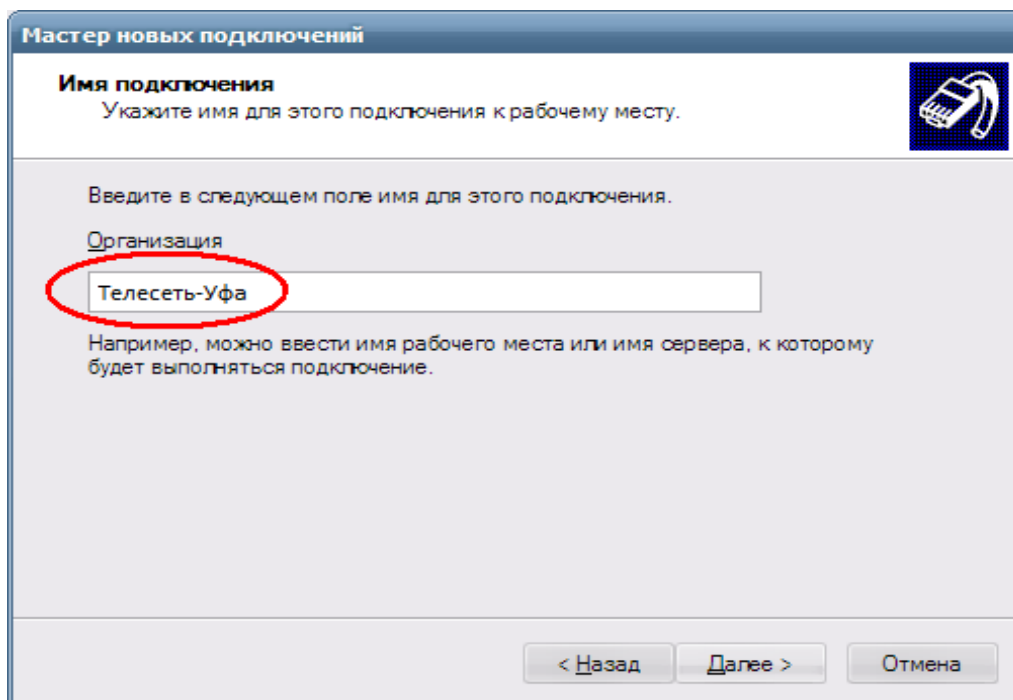 Мастер новых подключений
Имя подключения
Укажите имя для этого подключения к рабочему месту.
Введите в следующем поле имя для этого подключения.
Организация
Телесеть-Уфа
Например, можно ввести имя рабочего места или имя сервера, к которому
будет выполняться подключение.
< Назад Далее > Отмена